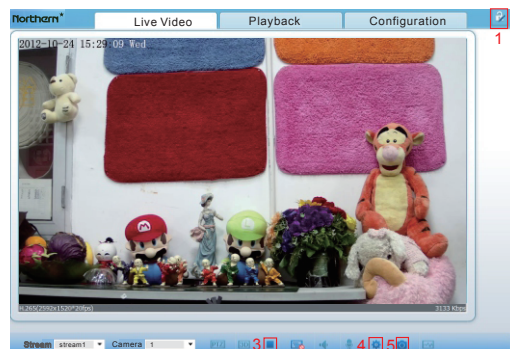 Northern*
Live Video
Playback
Configuration
1
2012-10-24 15:29:09 Wed
H.265(2592x1520*20fps)
3133 Kbps
Stream
stream1
Camera
1
3
4
5